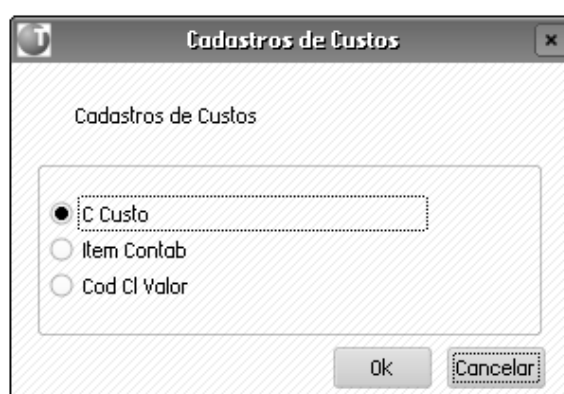 Cadastros de Custos
Cadastros de Custos
C Custo
Item Contab
Cod Cl Valor
Ok Cancelar